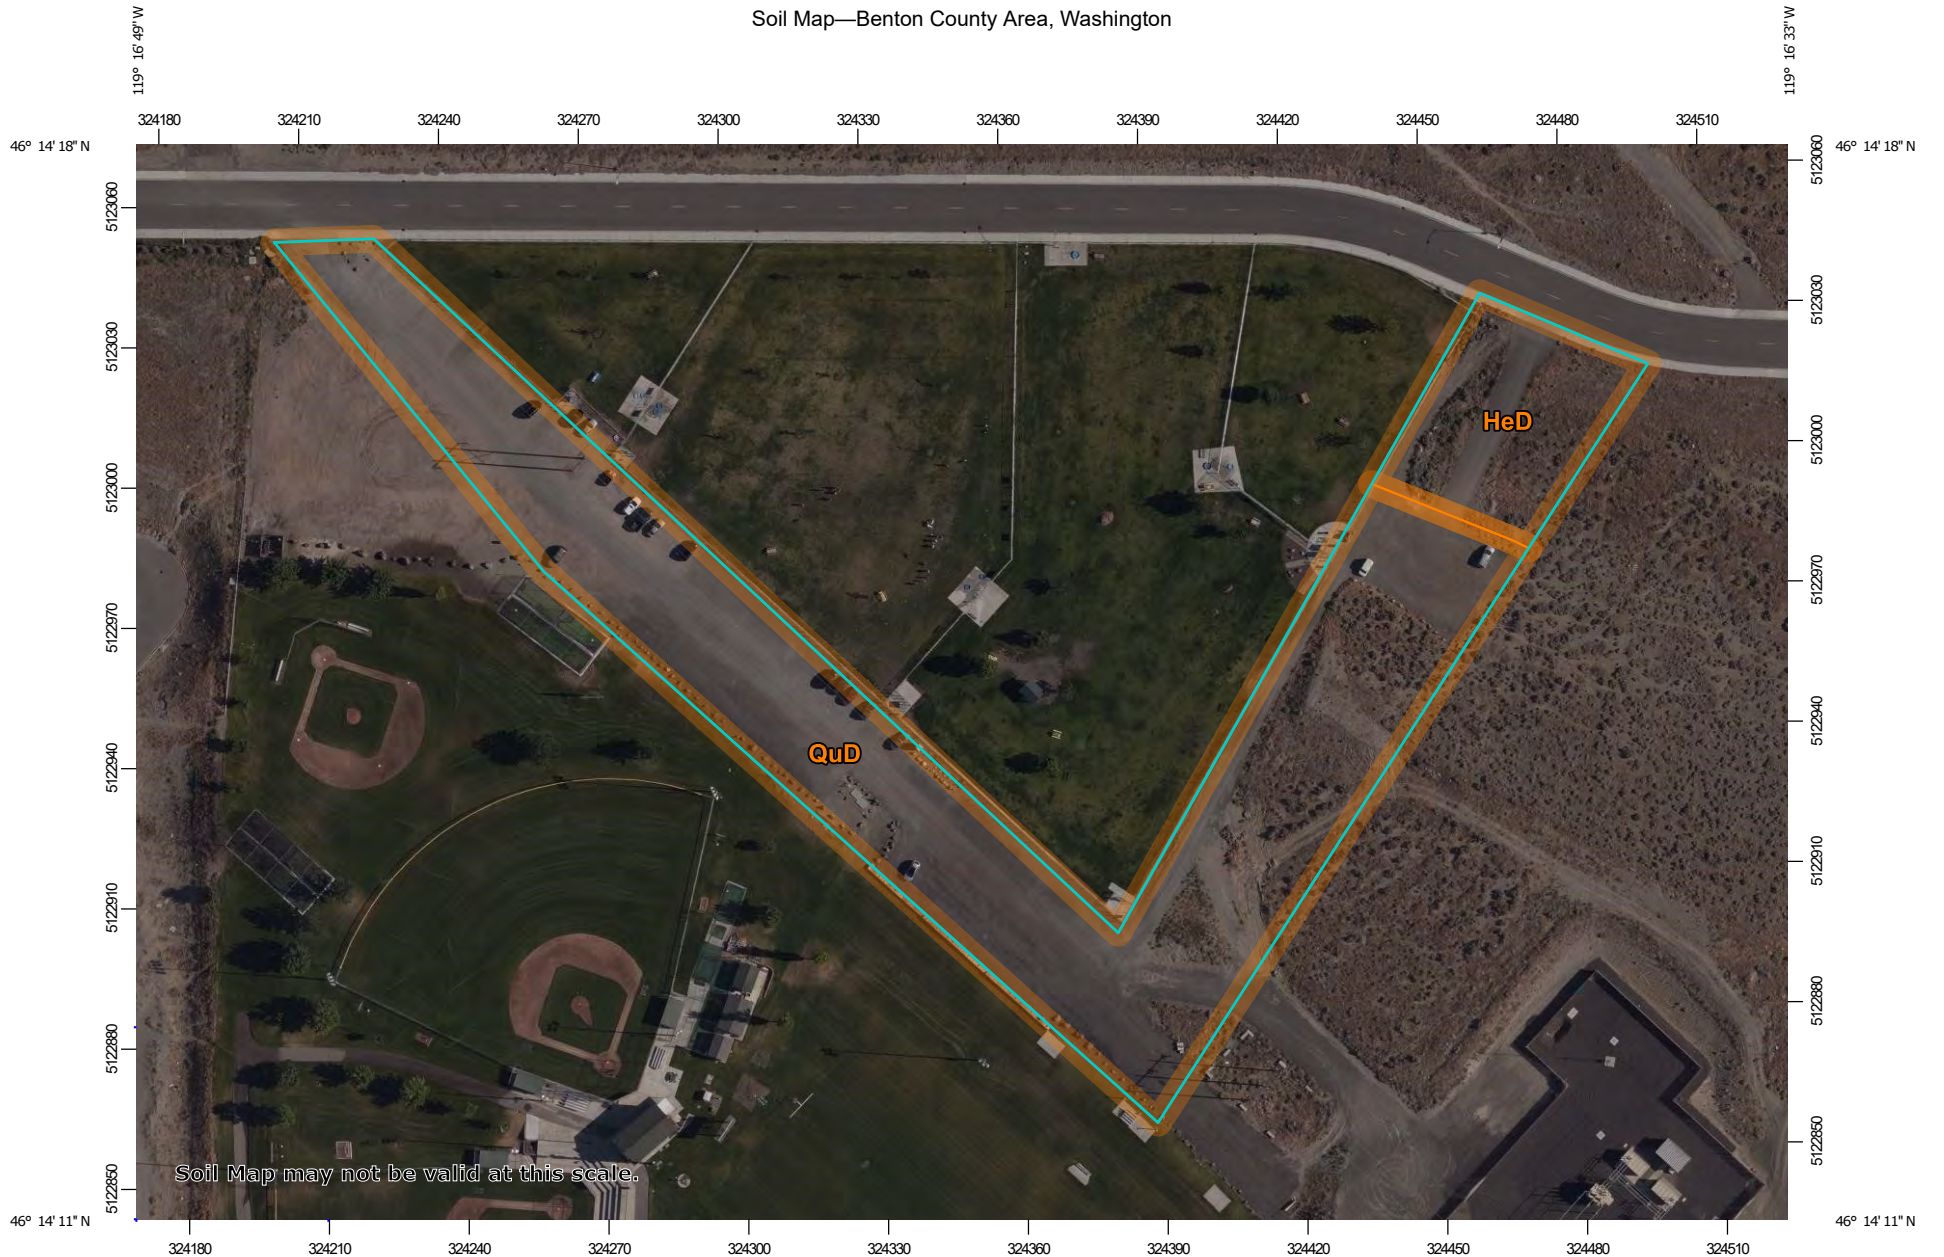 Soil Map—Benton County Area, Washington
119° 16' 49'' W
119° 16' 33'' W
324180 324210 324240 324270 324300 324330 324360 324390 324420 324450 324480 324510
46° 14' 18'' N
46° 14' 18'' N
5123060
5123060
5123030
5123030
HeD
5123000
5123000
5122970
5122970
5122940
5122940
QuD
5122910
5122910
5122880
5122880
5122850
5122850
Soil Map may not be valid at this scale.
46° 14' 11'' N
46° 14' 11'' N
324180 324210 324240 324270 324300 324330 324360 324390 324420 324450 324480 324510